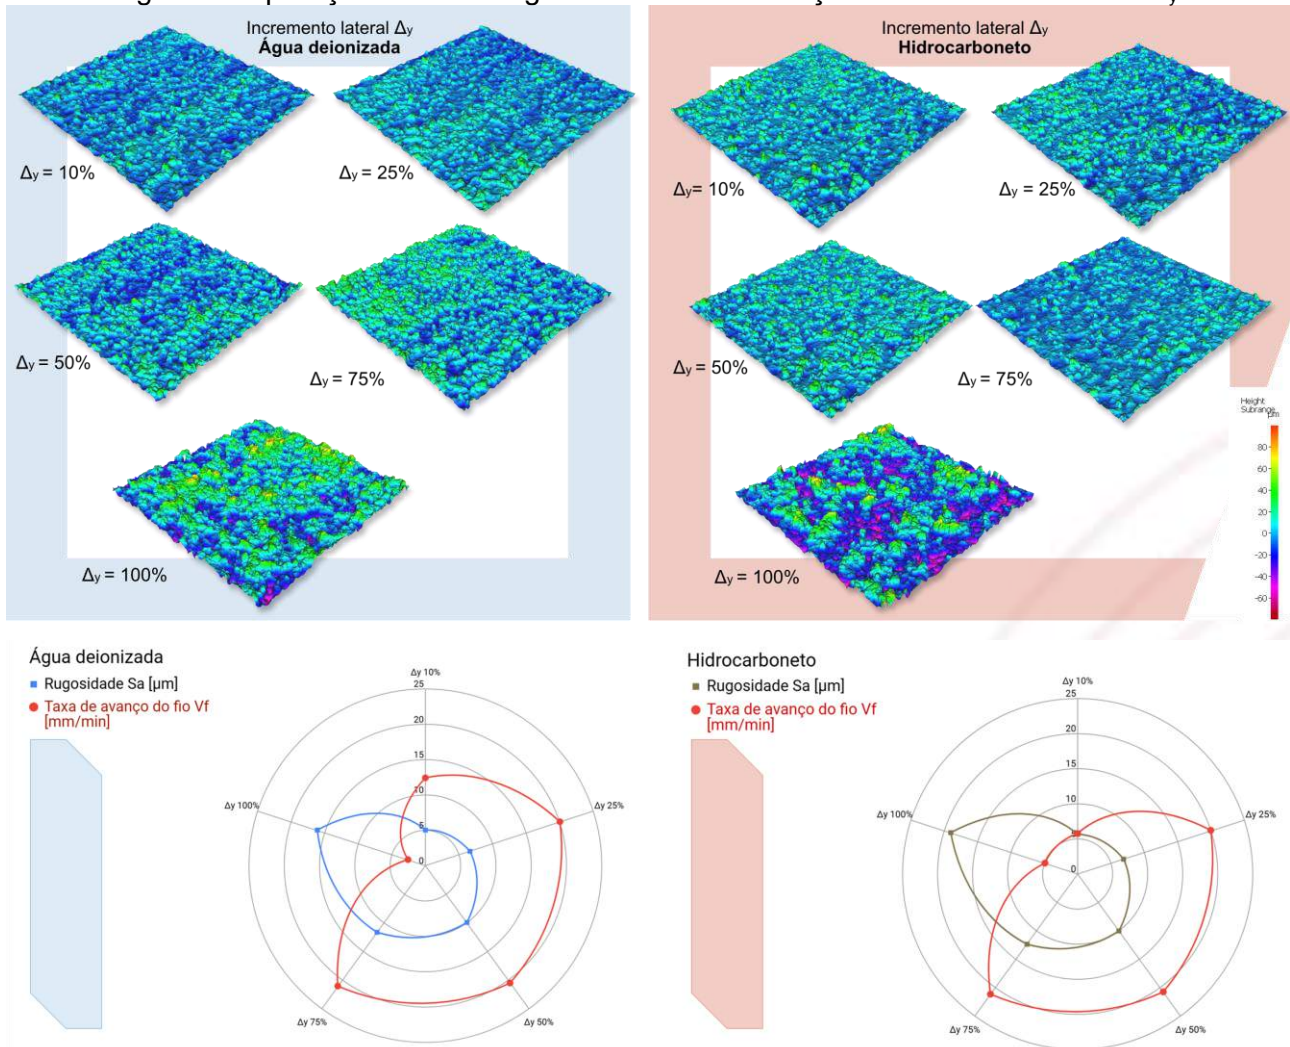 Incremento lateral Δy
Água deionizada
Δy = 10%
Δy = 25%
Δy = 50%
Δy = 75%
Δy = 100%
Incremento lateral Δy
Hidrocarboneto
Δy= 10%
Δy = 25%
Δy = 50%
Δy = 75%
Δy = 100%
Height
Subrange
µm
80
60
40
20
0
-20
-40
-60
Água deionizada
Rugosidade Sa [µm]
Taxa de avanço do fio Vf
[mm/min]
Δy 10%
25
20
15
10
5
0
Δy 25%
Δy 50%
Δy 75%
Δy 100%
Hidrocarboneto
Rugosidade Sa [µm]
Taxa de avanço do fio Vf
[mm/min]
Δy 10%
25
20
15
10
0
Δy 25%
Δy 50%
Δy 75%
Δy 100%